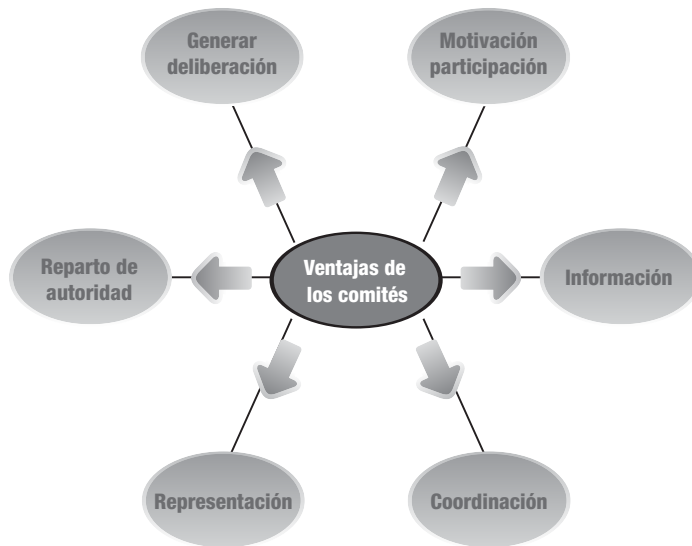 Generar
deliberación
Motivación
participación
Reparto de
autoridad
Ventajas de
los comités
Información
Representación
Coordinación